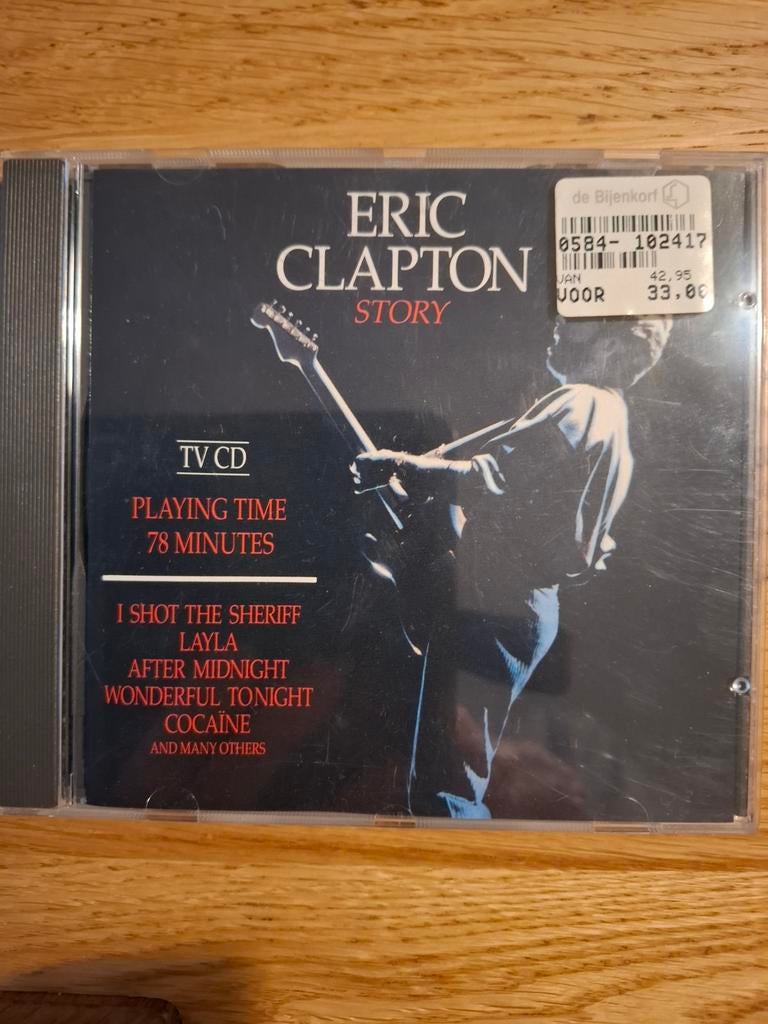 ERIC
CLAPTON
STORY
de Bijenkorf
0584- 102417
VAN 42,95
VOOR 33,00
TV CD
PLAYING TIME
78 MINUTES
I SHOT THE SHERIFF
LAYLA
AFTER MIDNIGHT
WONDERFUL TONIGHT
COCAÏNE
AND MANY OTHERS